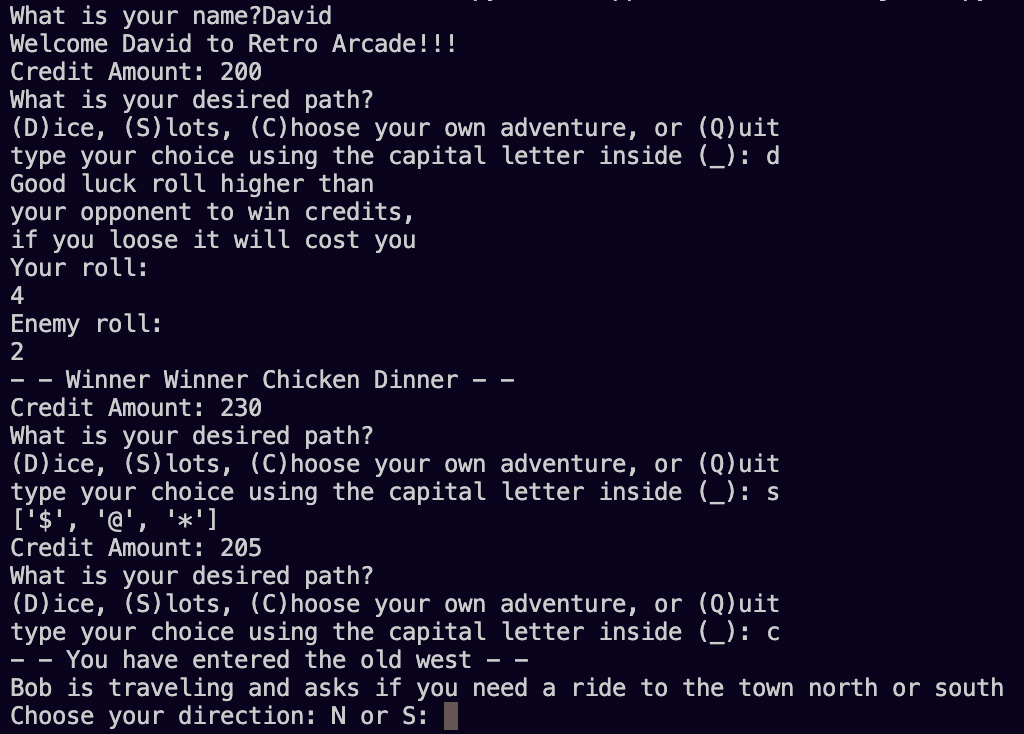 What is your name?David
Welcome David to Retro Arcade!!!
Credit Amount: 200
What is your desired path?
(D)ice, (S)lots, (C)hoose your own adventure, or (Q)uit
type your choice using the capital letter inside (_): d
Good luck roll higher than
your opponent to win credits,
if you loose it will cost you
Your roll:
4
Enemy roll:
2
- - Winner Winner Chicken Dinner - -
Credit Amount: 230
What is your desired path?
(D)ice, (S)lots, (C)hoose your own adventure, or (Q)uit
type your choice using the capital letter inside (_): s
['$', '@', '*']
Credit Amount: 205
What is your desired path?
(D)ice, (S)lots, (C)hoose your own adventure, or (Q)uit
type your choice using the capital letter inside (_): c
- - You have entered the old west - -
Bob is traveling and asks if you need a ride to the town north or south
Choose your direction: N or S: